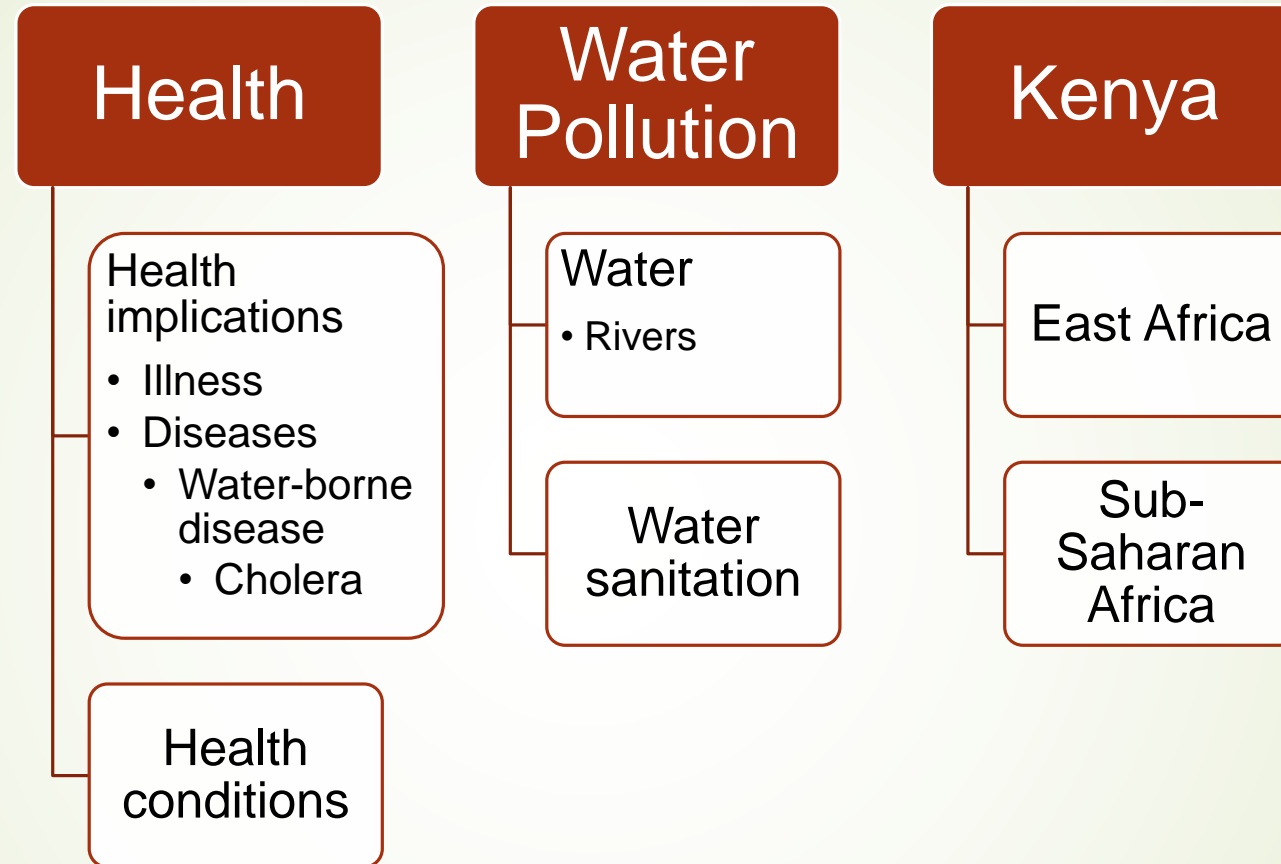 Health
Health
implications
• Illness
• Diseases
• Water-borne
disease
• Cholera
Health
conditions
Water
Pollution
Water
• Rivers
Water
sanitation
Kenya
East Africa
Sub-
Saharan
Africa